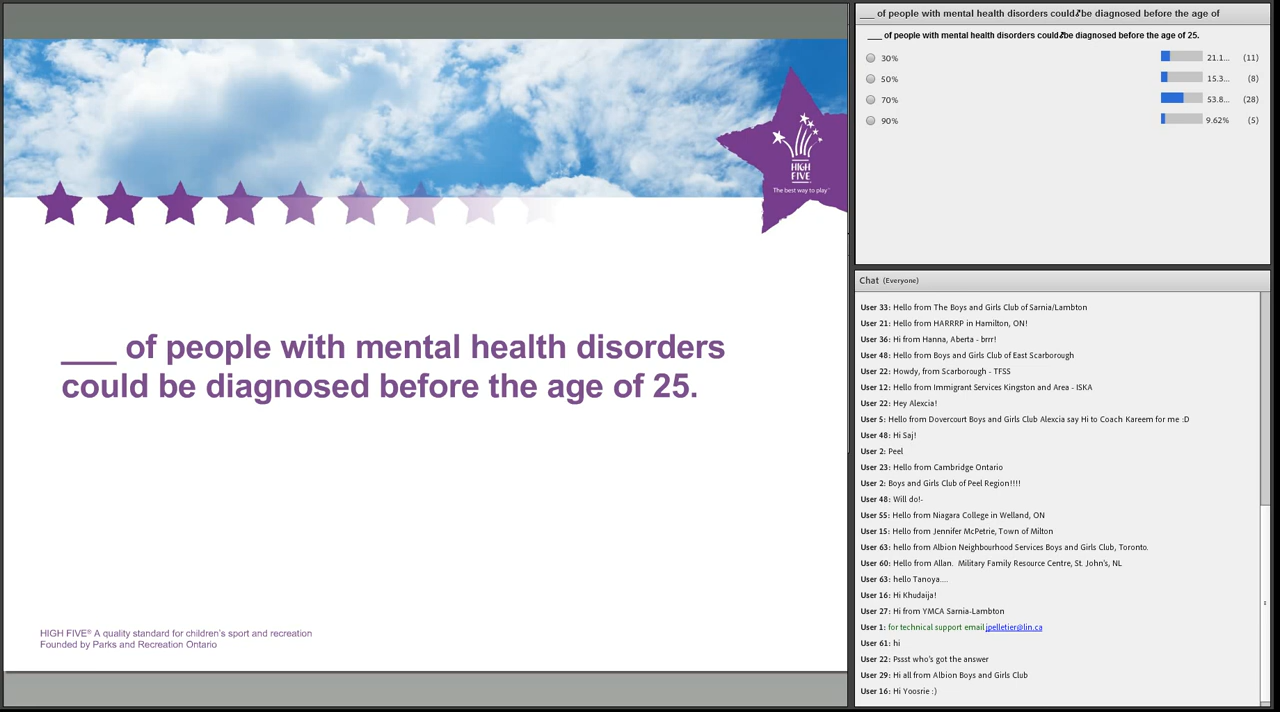 HIGH
FIVE
The best way to play™
___ of people with mental health disorders
could be diagnosed before the age of 25.
HIGH FIVE® A quality standard for children's sport and recreation
Founded by Parks and Recreation Ontario
___ of people with mental health disorders could be diagnosed before the age of
___ of people with mental health disorders could be diagnosed before the age of 25.
30% 21.1... (11)
50% 15.3... (8)
70% 53.8... (28)
90% 9.62% (5)
Chat (Everyone)
User 33: Hello from The Boys and Girls Club of Sarnia/Lambton
User 21: Hello from HARRRP in Hamilton, ON!
User 36: Hi from Hanna, Aberta - brrr!
User 48: Hello from Boys and Girls Club of East Scarborough
User 22: Howdy, from Scarborough - TFSS
User 12: Hello from Immigrant Services Kingston and Area - ISKA
User 22: Hey Alexcia!
User 5: Hello from Dovercourt Boys and Girls Club Alexcia say Hi to Coach Kareem for me :D
User 48: Hi Saj!
User 2: Peel
User 23: Hello from Cambridge Ontario
User 2: Boys and Girls Club of Peel Region!!!!
User 48: Will do!-
User 55: Hello from Niagara College in Welland, ON
User 15: Hello from Jennifer McPetrie, Town of Milton
User 63: hello from Albion Neighbourhood Services Boys and Girls Club, Toronto.
User 60: Hello from Allan. Military Family Resource Centre, St. John's, NL
User 63: hello Tanoya....
User 16: Hi Khudaija!
User 27: Hi from YMCA Sarnia-Lambton
User 1: for technical support email jpelletier@lin.ca
User 61: hi
User 22: Pssst who's got the answer
User 29: Hi all from Albion Boys and Girls Club
User 16: Hi Yoosrie :)